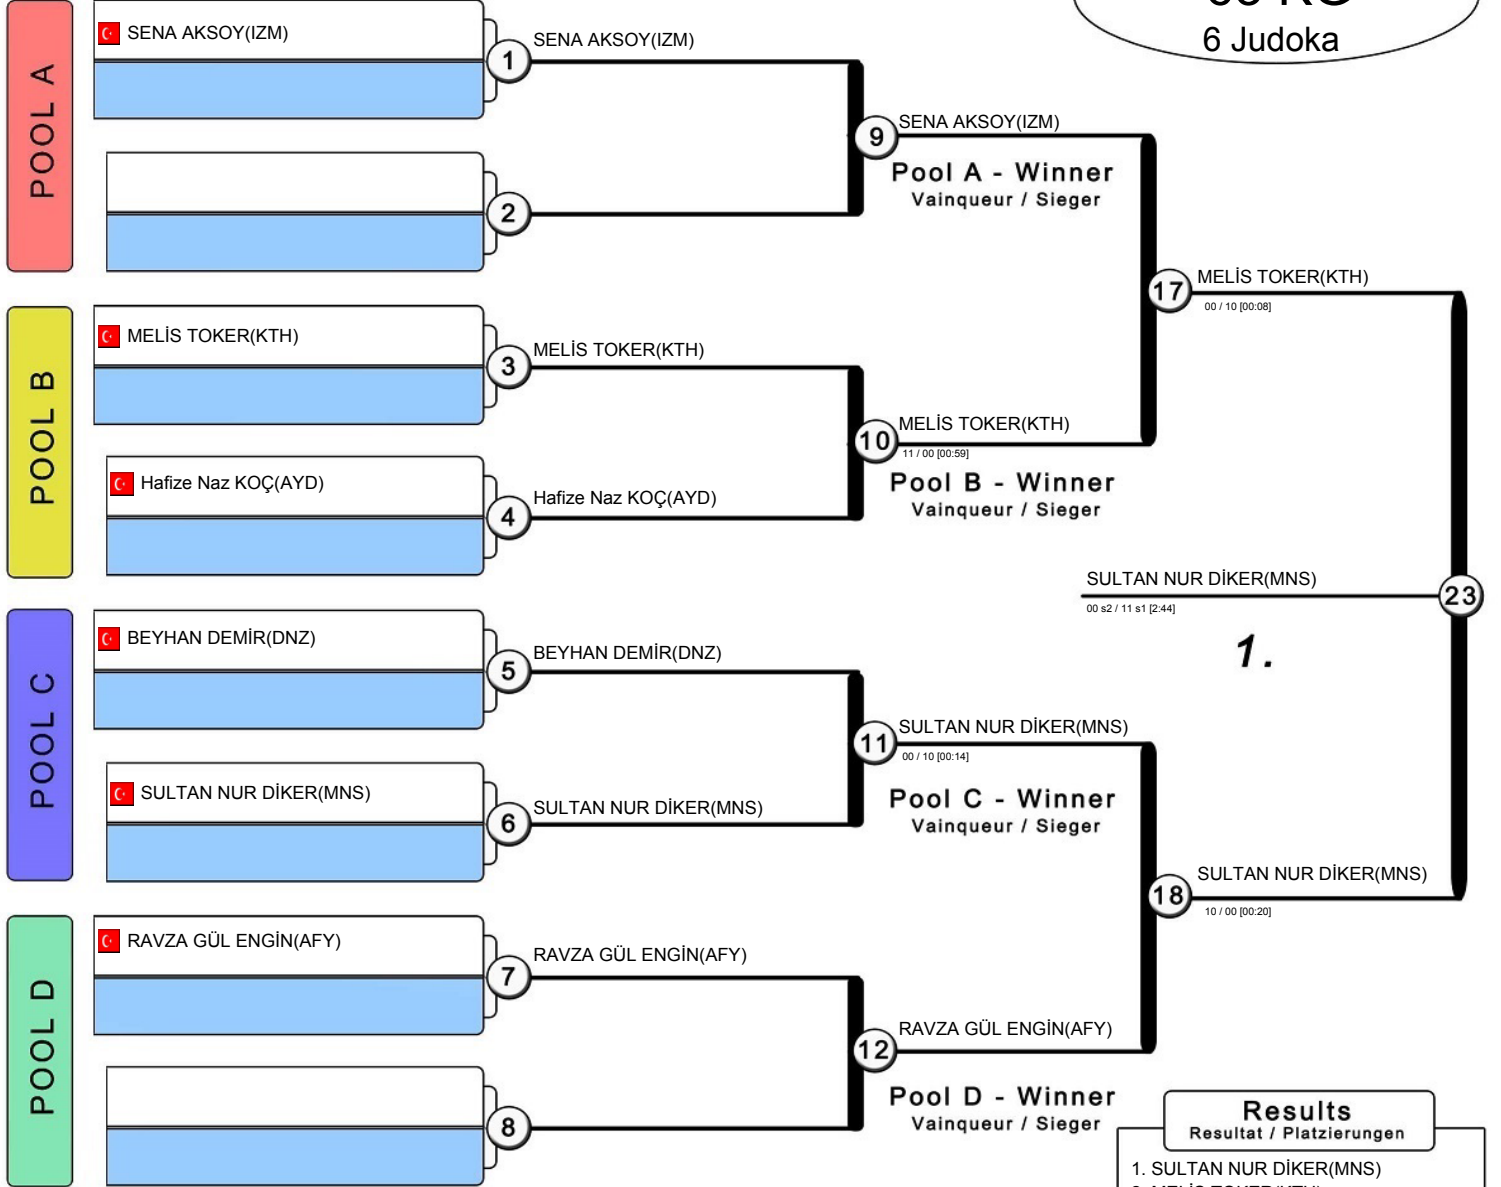 6 Judoka
POOL A
SENA AKSOY(IZM)
1
SENA AKSOY(IZM)
2
9
SENA AKSOY(IZM)
Pool A - Winner
Vainqueur / Sieger
POOL B
MELİS TOKER(KTH)
3
MELİS TOKER(KTH)
Hafize Naz KOÇ(AYD)
4
Hafize Naz KOÇ(AYD)
10
MELİS TOKER(KTH)
11 / 00 [00:59]
Pool B - Winner
Vainqueur / Sieger
17
MELİS TOKER(KTH)
00 / 10 [00:08]
POOL C
BEYHAN DEMİR(DNZ)
5
BEYHAN DEMİR(DNZ)
SULTAN NUR DİKER(MNS)
6
SULTAN NUR DİKER(MNS)
11
SULTAN NUR DİKER(MNS)
00 / 10 [00:14]
Pool C - Winner
Vainqueur / Sieger
POOL D
RAVZA GÜL ENGİN(AFY)
7
RAVZA GÜL ENGİN(AFY)
8
12
RAVZA GÜL ENGİN(AFY)
Pool D - Winner
Vainqueur / Sieger
18
SULTAN NUR DİKER(MNS)
10 / 00 [00:20]
SULTAN NUR DİKER(MNS)
23
00 s2 / 11 s1 [2:44]
1.
Results
Resultat / Platzierungen
1. SULTAN NUR DİKER(MNS)